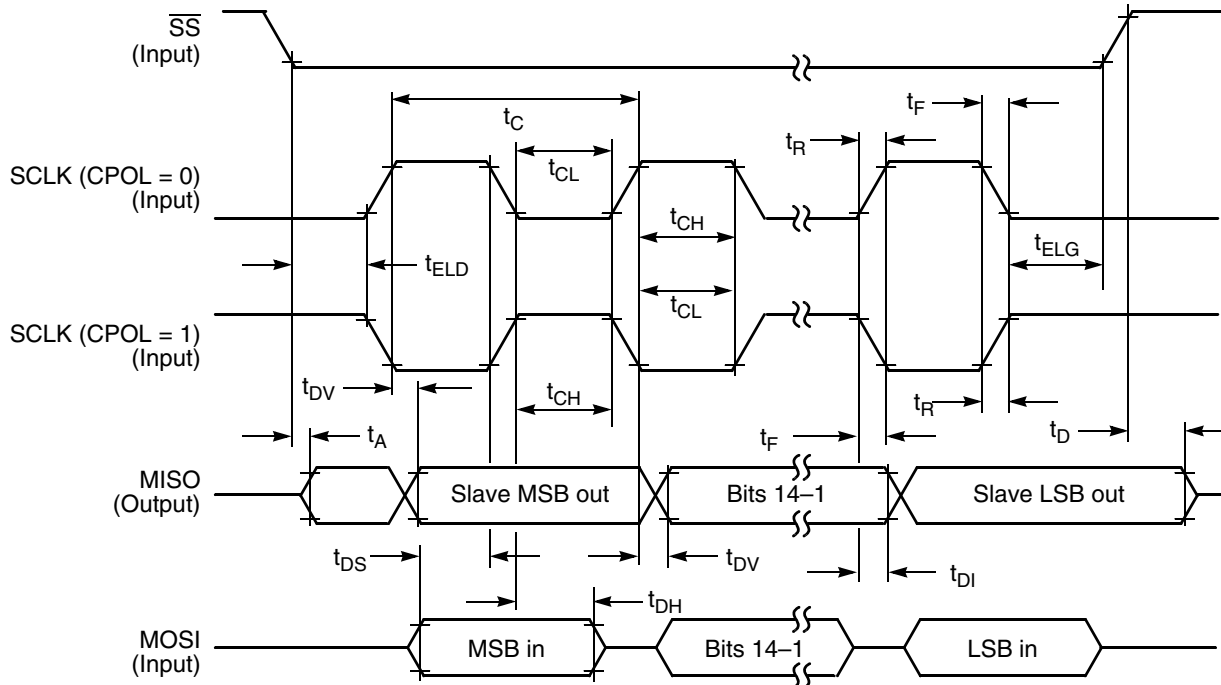 SS
(Input)
t_C
t_F
t_R
SCLK (CPOL = 0)
(Input)
t_CL
t_CH
t_ELD
t_ELG
t_CL
SCLK (CPOL = 1)
(Input)
t_DV
t_CH
t_R
t_A
t_F
t_D
MISO
(Output)
Slave MSB out
Bits 14–1
Slave LSB out
t_DS
t_DV
t_DI
t_DH
MOSI
(Input)
MSB in
Bits 14–1
LSB in